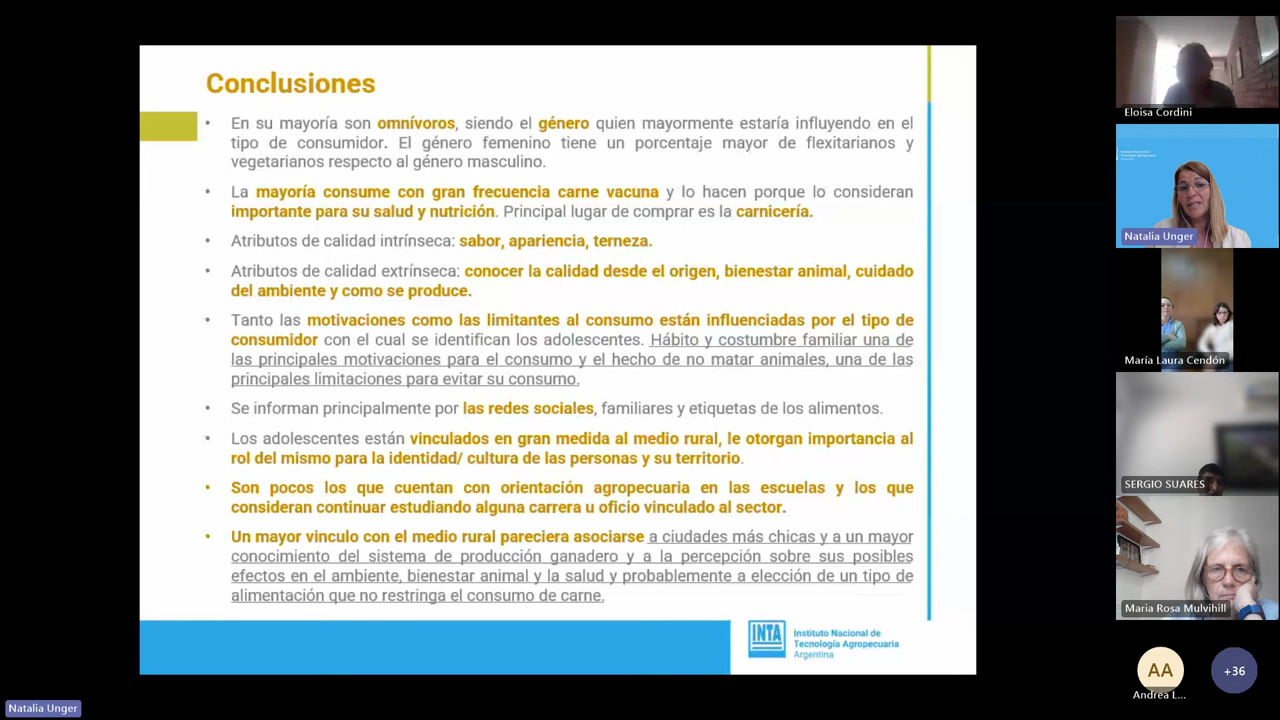 Conclusiones
• En su mayoría son omnívoros, siendo el género quien mayormente estaría influyendo en el
tipo de consumidor. El género femenino tiene un porcentaje mayor de flexitarianos y
vegetarianos respecto al género masculino.
• La mayoría consume con gran frecuencia carne vacuna y lo hacen porque lo consideran
importante para su salud y nutrición. Principal lugar de comprar es la carnicería.
• Atributos de calidad intrínseca: sabor, apariencia, terneza.
• Atributos de calidad extrínseca: conocer la calidad desde el origen, bienestar animal, cuidado
del ambiente y como se produce.
• Tanto las motivaciones como las limitantes al consumo están influenciadas por el tipo de
consumidor con el cual se identifican los adolescentes. Hábito y costumbre familiar una de
las principales motivaciones para el consumo y el hecho de no matar animales, una de las
principales limitaciones para evitar su consumo.
• Se informan principalmente por las redes sociales, familiares y etiquetas de los alimentos.
• Los adolescentes están vinculados en gran medida al medio rural, le otorgan importancia al
rol del mismo para la identidad/ cultura de las personas y su territorio.
• Son pocos los que cuentan con orientación agropecuaria en las escuelas y los que
consideran continuar estudiando alguna carrera u oficio vinculado al sector.
• Un mayor vinculo con el medio rural pareciera asociarse a ciudades más chicas y a un mayor
conocimiento del sistema de producción ganadero y a la percepción sobre sus posibles
efectos en el ambiente, bienestar animal y la salud y probablemente a elección de un tipo de
alimentación que no restringa el consumo de carne.
INTA
Instituto Nacional de
Tecnología Agropecuaria
Argentina
Natalia Unger
Eloisa Cordini
Natalia Unger
María Laura Cendón
SERGIO SUARES
Maria Rosa Mulvihill
AA
Andrea L...
+36